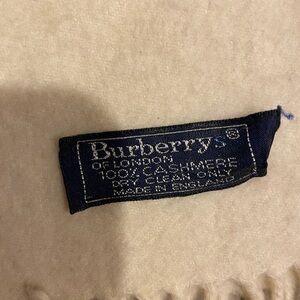 Burberrys®
OF LONDON
100% CASHMERE
DRY CLEAN ONLY
MADE IN ENGLAND